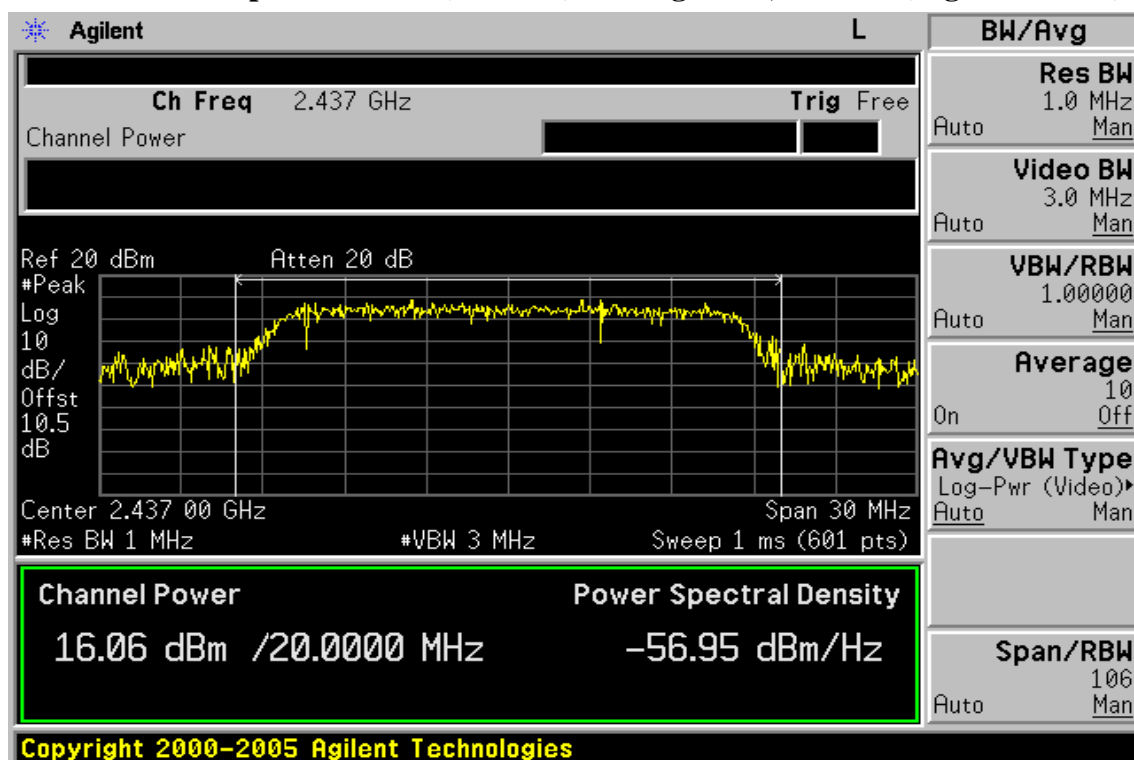 Agilent L
Ch Freq 2.437 GHz Trig Free
Channel Power
Ref 20 dBm Atten 20 dB
#Peak
Log
10
dB/
Offst
10.5
dB
Center 2.437 00 GHz Span 30 MHz
#Res BW 1 MHz #VBW 3 MHz Sweep 1 ms (601 pts)
Channel Power Power Spectral Density
16.06 dBm /20.0000 MHz -56.95 dBm/Hz
BW/Avg
Res BW
1.0 MHz
Auto Man
Video BW
3.0 MHz
Auto Man
VBW/RBW
1.00000
Auto Man
Average
10
On Off
Avg/VBW Type
Log-Pwr (Video)
Auto Man
Span/RBW
106
Auto Man
Copyright 2000-2005 Agilent Technologies